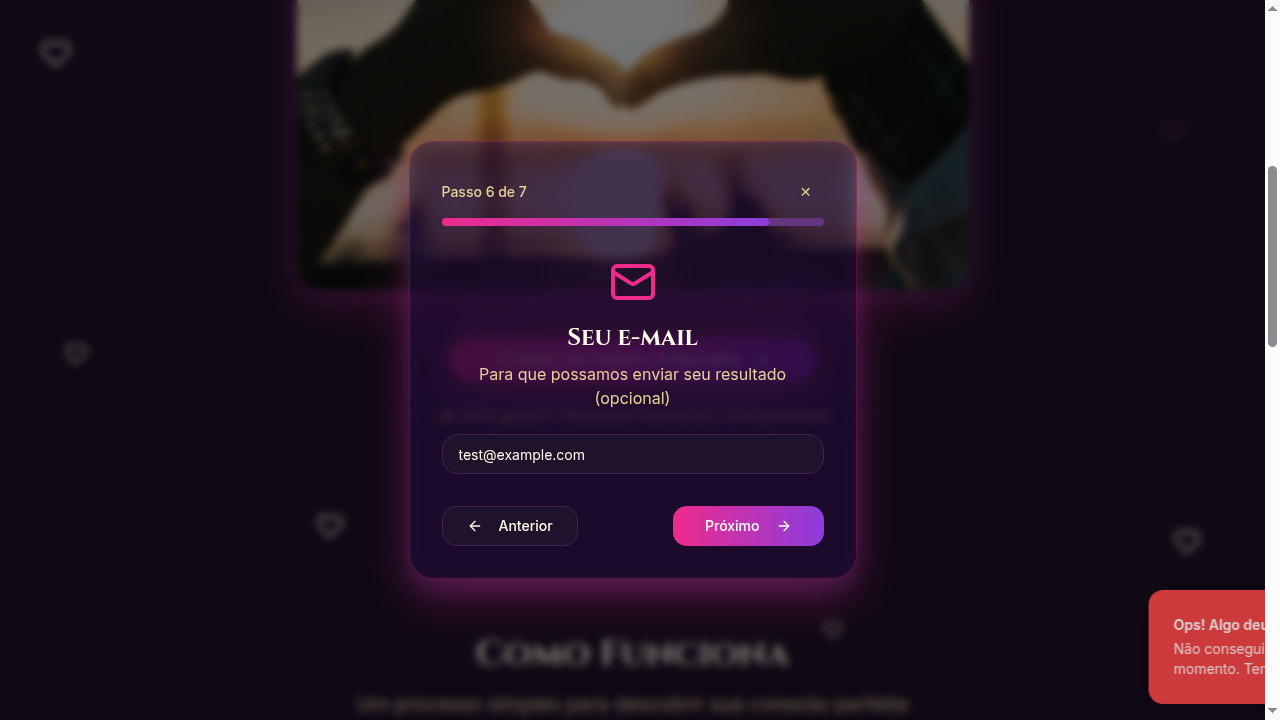 Passo 6 de 7
×
Seu e-mail
Para que possamos enviar seu resultado
(opcional)
test@example.com
Anterior
Próximo
Como Funciona
Um processo simples para descobrir sua conexão perfeita
Ops! Algo deu
Não consegui
momento.